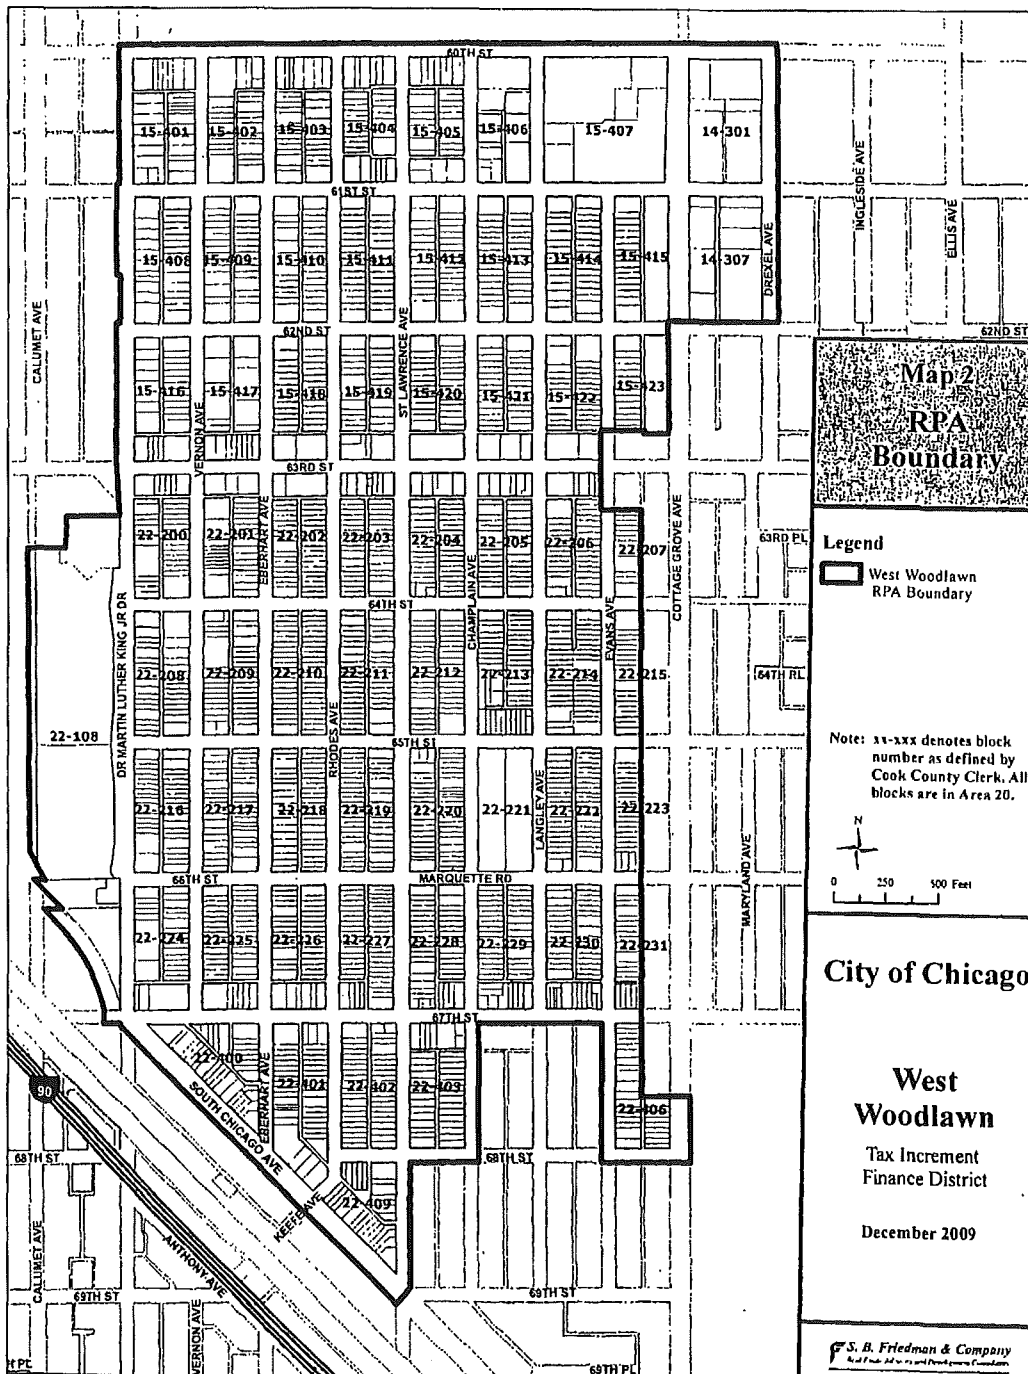 60TH ST
15-401
15-402
15-403
15-404
15-405
15-406
15-407
14-301
61ST ST
INGLESIDE AVE
ELLIS AVE
DREXEL AVE
15-408
15-409
15-410
15-411
15-412
15-413
15-414
15-415
14-307
CALUMET AVE
62ND ST
ST LAWRENCE AVE
62ND ST
15-416
15-417
15-418
15-419
15-420
15-421
15-422
15-423
VERNON AVE
63RD ST
Map 2
RPA
Boundary
22-200
22-201
EBERHART AVE
22-202
22-203
22-204
22-205
22-206
22-207
COTTAGE GROVE AVE
63RD PL
Legend
West Woodlawn
RPA Boundary
64TH ST
CHAMPLAIN AVE
EVANS AVE
DR MARTIN LUTHER KING JR DR
22-208
22-209
22-210
22-211
22-212
22-213
22-214
22-215
22-108
RHODES AVE
65TH ST
Note: xx-xxx denotes block
number as defined by
Cook County Clerk. All
blocks are in Area 20.
22-216
22-217
22-218
22-219
22-220
22-221
LANGLEY AVE
22-222
22-223
N
0 250 500 Feet
66TH ST
MARQUETTE RD
MARYLAND AVE
22-224
22-225
22-226
22-227
22-228
22-229
22-230
22-231
67TH ST
City of Chicago
West
Woodlawn
Tax Increment
Finance District
December 2009
22-400
EBERHART AVE
22-401
22-402
22-403
22-406
90
SOUTH CHICAGO AVE
68TH ST
68TH ST
KEEFE AVE
22-409
ANTHONY AVE
CALUMET AVE
69TH ST
69TH ST
VERNON AVE
69TH PL
S. B. Friedman & Company